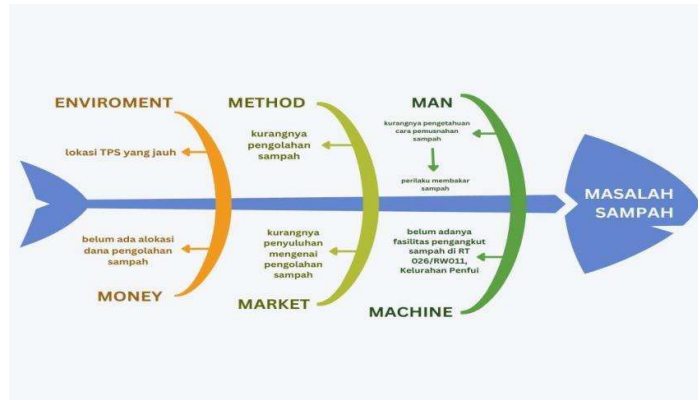 ENVIROMENT
lokasi TPS yang jauh
METHOD
kurangnya
pengolahan
sampah
MAN
kurangnya pengetahuan
cara pemusnahan
sampah
perilaku membakar
sampah
MASALAH
SAMPAH
belum ada alokasi
dana pengolahan
sampah
MONEY
kurangnya
penyuluhan
mengenai
pengolahan
sampah
MARKET
belum adanya
fasilitas pengangkut
sampah di RT
026/RW011,
Kelurahan Penfui
MACHINE